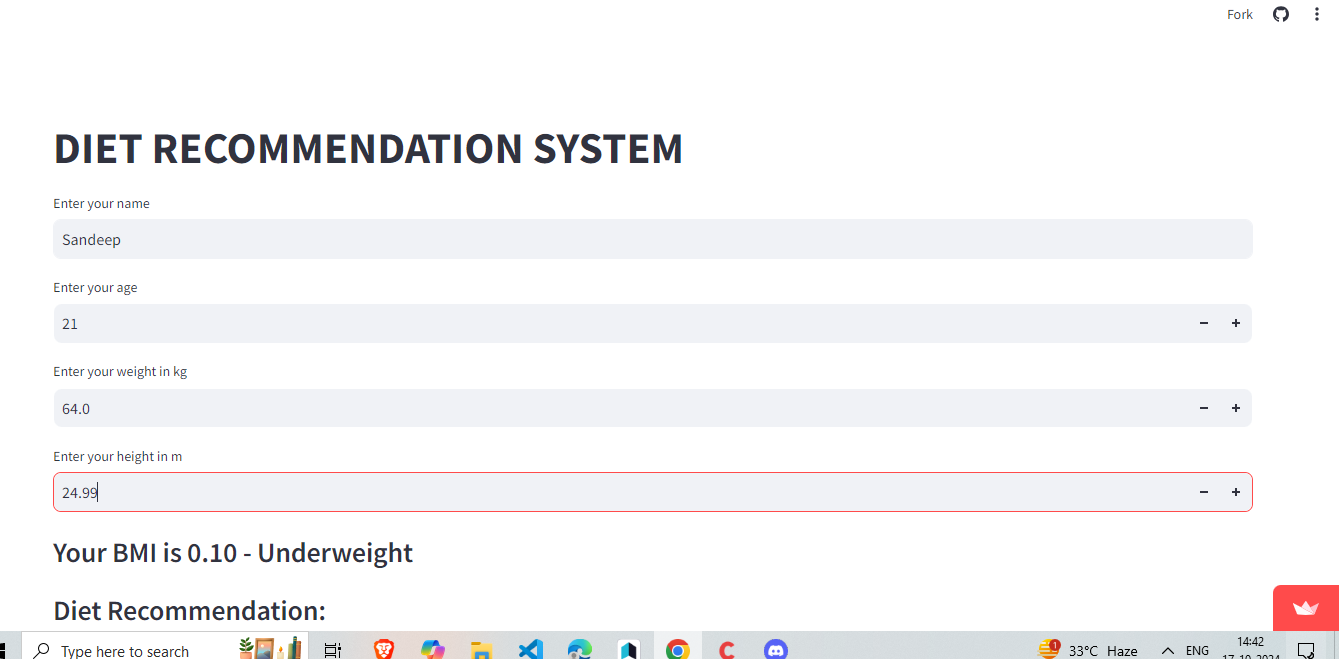 Fork
DIET RECOMMENDATION SYSTEM
Enter your name
Sandeep
Enter your age
21
Enter your weight in kg
64.0
Enter your height in m
24.99
Your BMI is 0.10 - Underweight
Diet Recommendation:
Type here to search
1
33°C Haze
ENG
14:42
17-10-2024